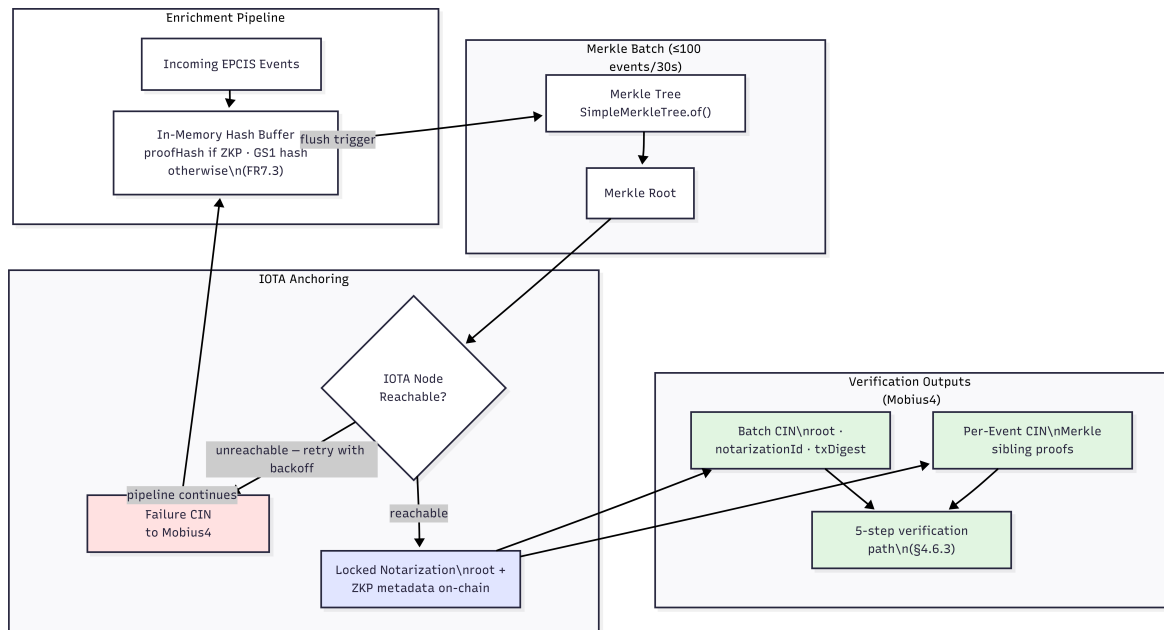 Enrichment Pipeline
Incoming EPCIS Events
In-Memory Hash Buffer
proofHash if ZKP · GS1 hash
otherwise\n(FR7.3)
flush trigger
Merkle Batch (≤100
events/30s)
Merkle Tree
SimpleMerkleTree.of()
Merkle Root
IOTA Anchoring
IOTA Node
Reachable?
unreachable — retry with
backoff
pipeline continues
Failure CIN
to Mobius4
reachable
Locked Notarization\nroot +
ZKP metadata on-chain
Verification Outputs
(Mobius4)
Batch CIN\nroot ·
notarizationId · txDigest
Per-Event CIN\nMerkle
sibling proofs
5-step verification
path\n(§4.6.3)